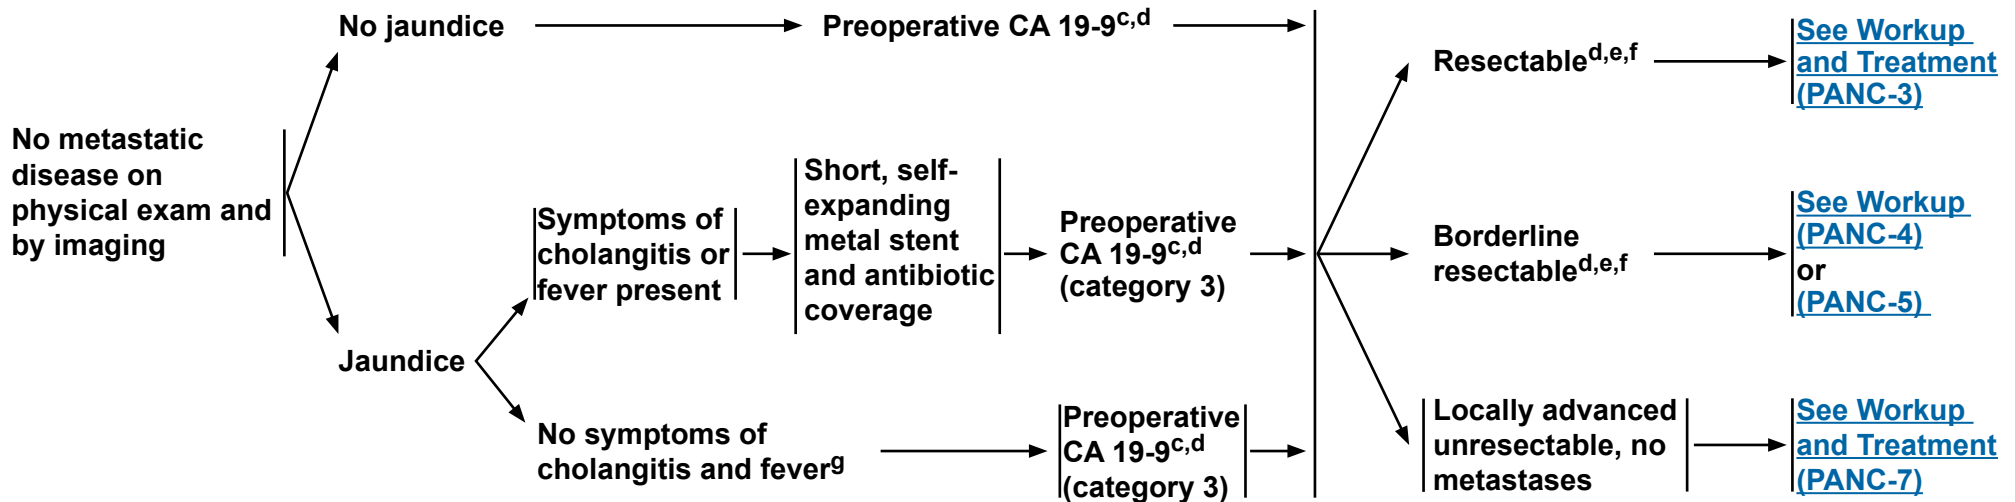 No metastatic
disease on
physical exam and
by imaging
No jaundice
Preoperative CA 19-9c,d
Jaundice
Symptoms of
cholangitis or
fever present
Short, self-
expanding
metal stent
and antibiotic
coverage
Preoperative
CA 19-9c,d
(category 3)
No symptoms of
cholangitis and feverg
Preoperative
CA 19-9c,d
(category 3)
Resectabled,e,f
See Workup
and Treatment
(PANC-3)
Borderline
resectabled,e,f
See Workup
(PANC-4)
or
(PANC-5)
Locally advanced
unresectable, no
metastases
See Workup
and Treatment
(PANC-7)